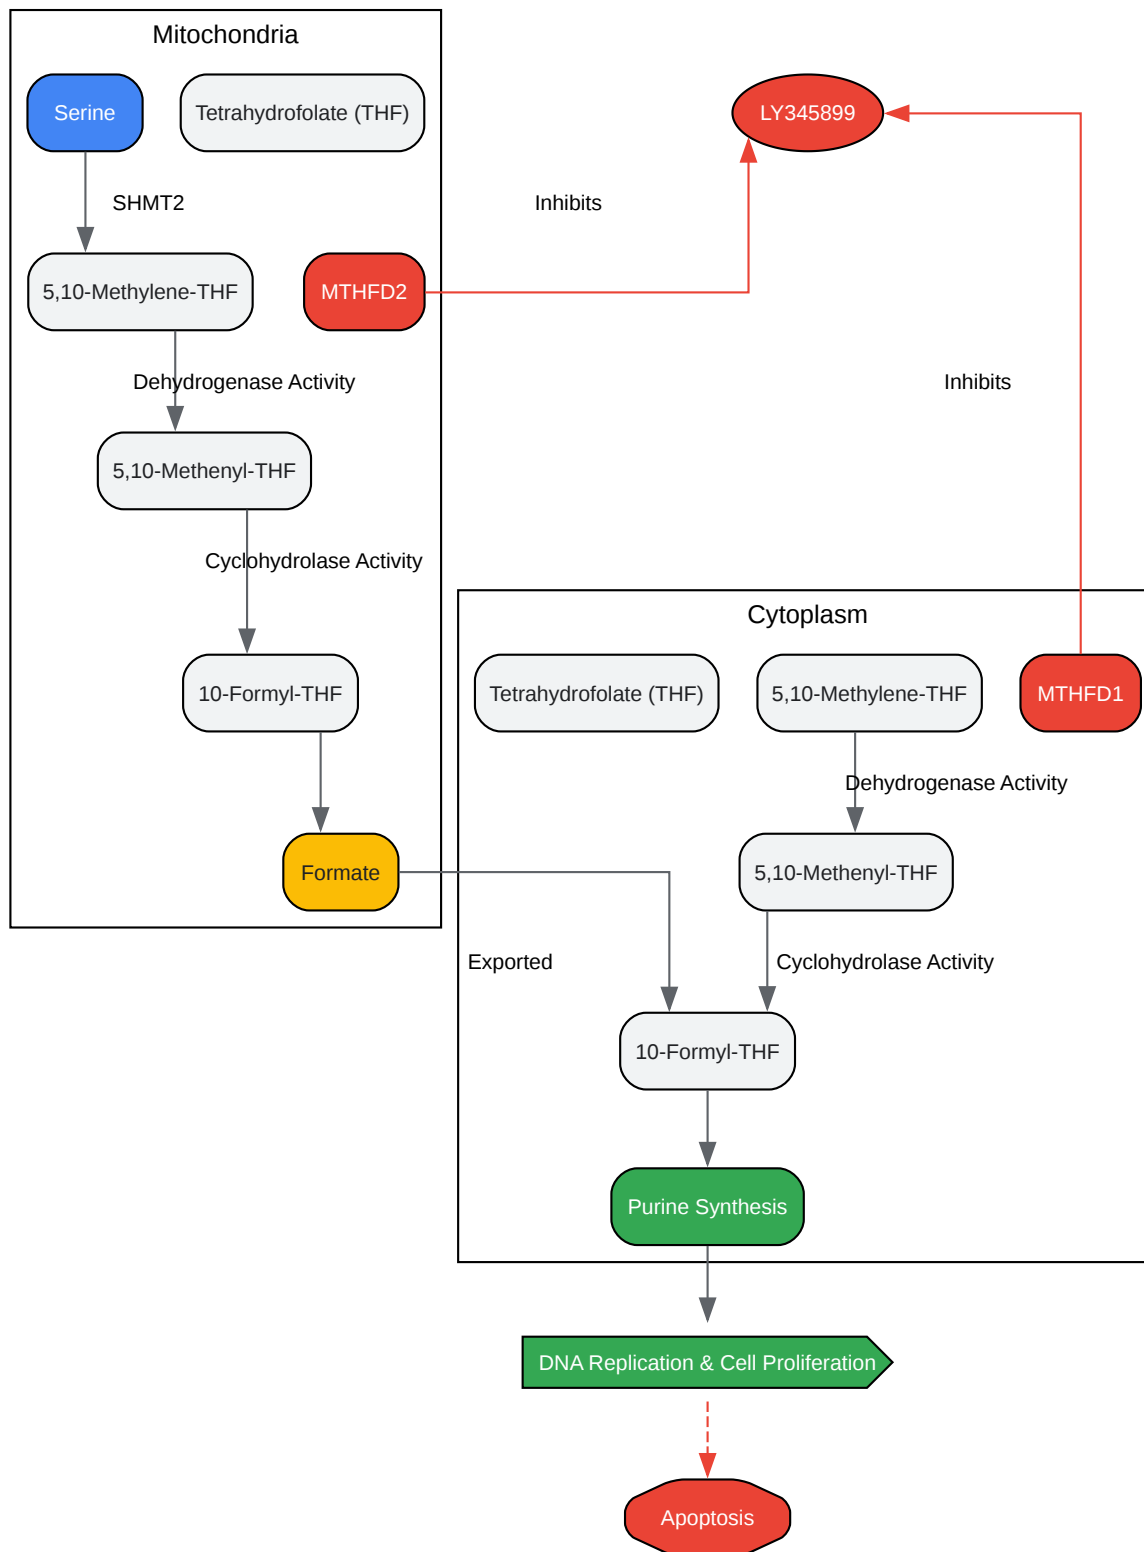 Mitochondria
Serine
Tetrahydrofolate (THF)
LY345899
SHMT2
Inhibits
5,10-Methylene-THF
MTHFD2
Dehydrogenase Activity
Inhibits
5,10-Methenyl-THF
Cyclohydrolase Activity
Cytoplasm
10-Formyl-THF
Tetrahydrofolate (THF)
5,10-Methylene-THF
MTHFD1
Dehydrogenase Activity
Formate
5,10-Methenyl-THF
Exported
Cyclohydrolase Activity
10-Formyl-THF
Purine Synthesis
DNA Replication & Cell Proliferation
Apoptosis